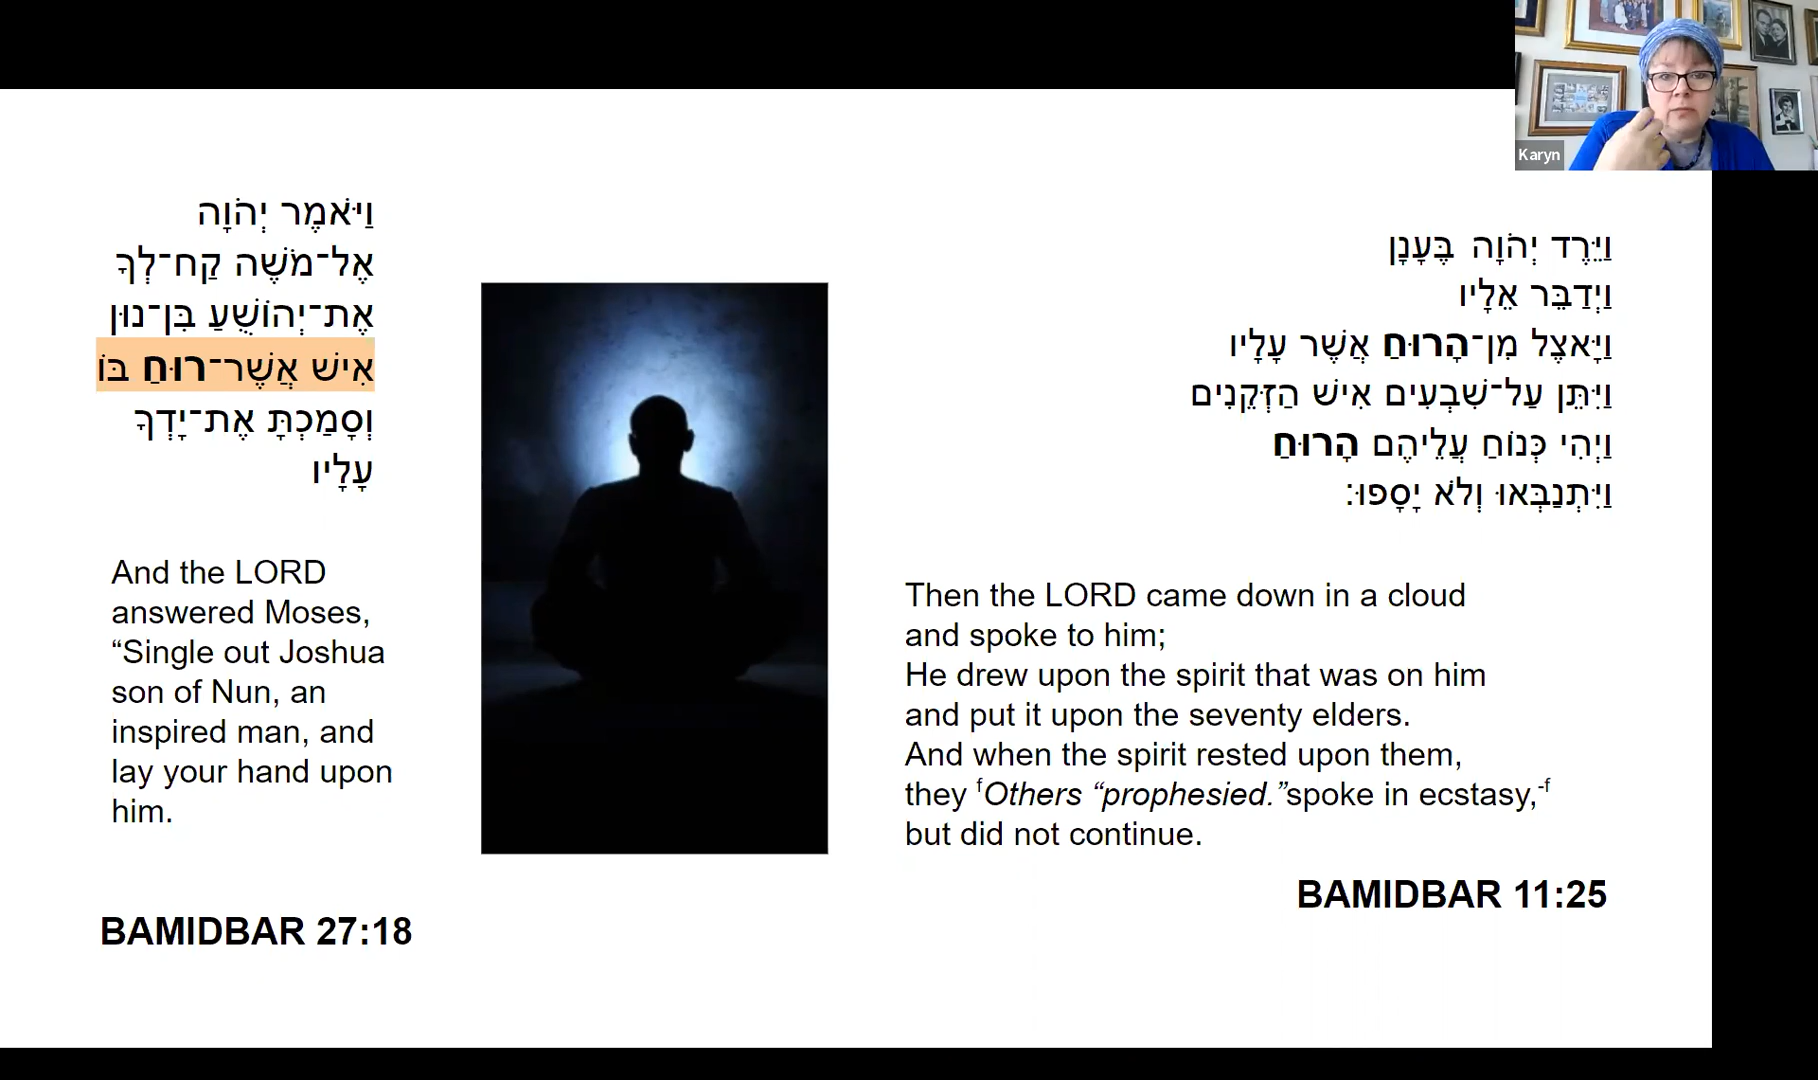 Karyn
וַיֹּאמֶר יְהֹוָה
אֶל־מֹשֶׁה קַח־לְךָ
אֶת־יְהוֹשֻׁעַ בִּן־נוּן
אִישׁ אֲשֶׁר־רוּחַ בּוֹ
וְסָמַכְתָּ אֶת־יָדְךָ
עָלָיו
And the LORD
answered Moses,
“Single out Joshua
son of Nun, an
inspired man, and
lay your hand upon
him.
BAMIDBAR 27:18
וַיֵּרֶד יְהֹוָה בֶּעָנָן
וַיְדַבֵּר אֵלָיו
וַיָּאצֶל מִן־הָרוּחַ אֲשֶׁר עָלָיו
וַיִּתֵּן עַל־שִׁבְעִים אִישׁ הַזְּקֵנִים
וַיְהִי כְּנוֹחַ עֲלֵיהֶם הָרוּחַ
וַיִּתְנַבְּאוּ וְלֹא יָסָפוּ׃
Then the LORD came down in a cloud
and spoke to him;
He drew upon the spirit that was on him
and put it upon the seventy elders.
And when the spirit rested upon them,
they fOthers “prophesied.”spoke in ecstasy,-f
but did not continue.
BAMIDBAR 11:25